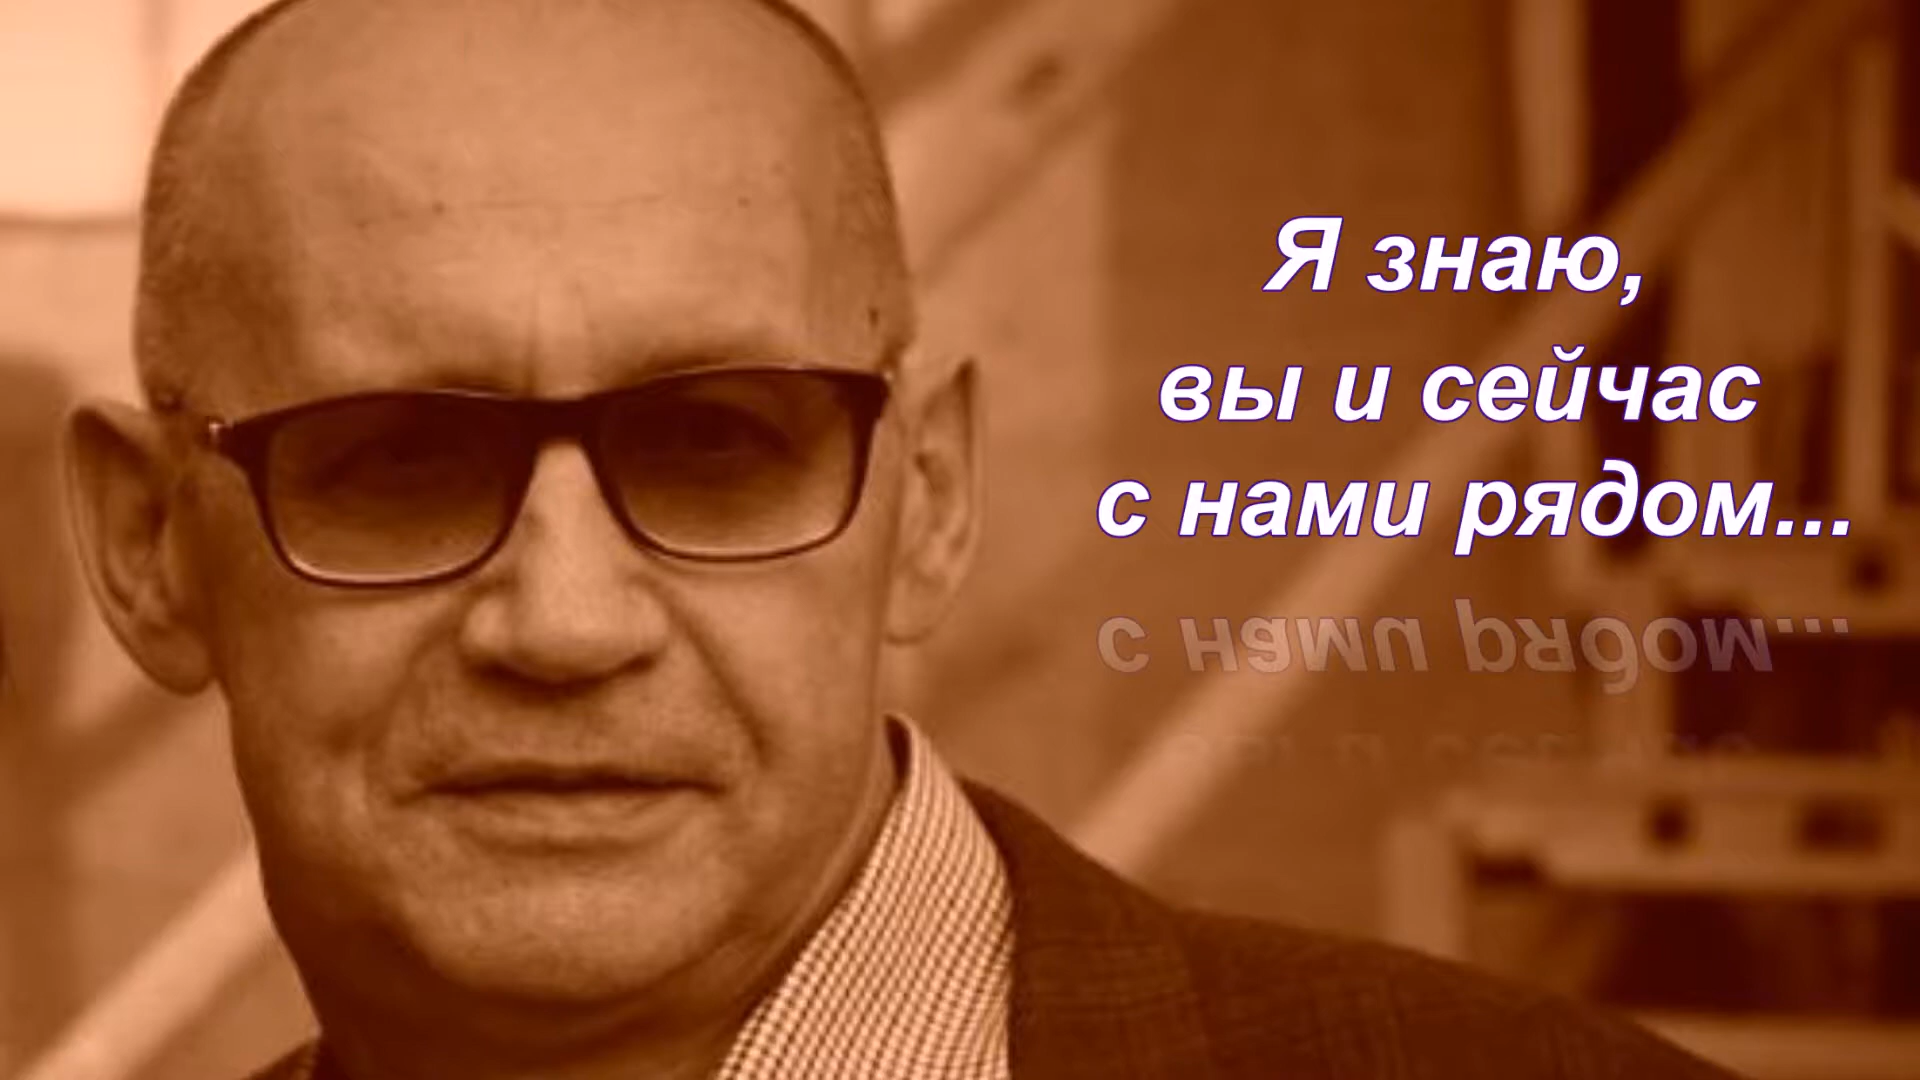 Я знаю,
вы и сейчас
с нами рядом...